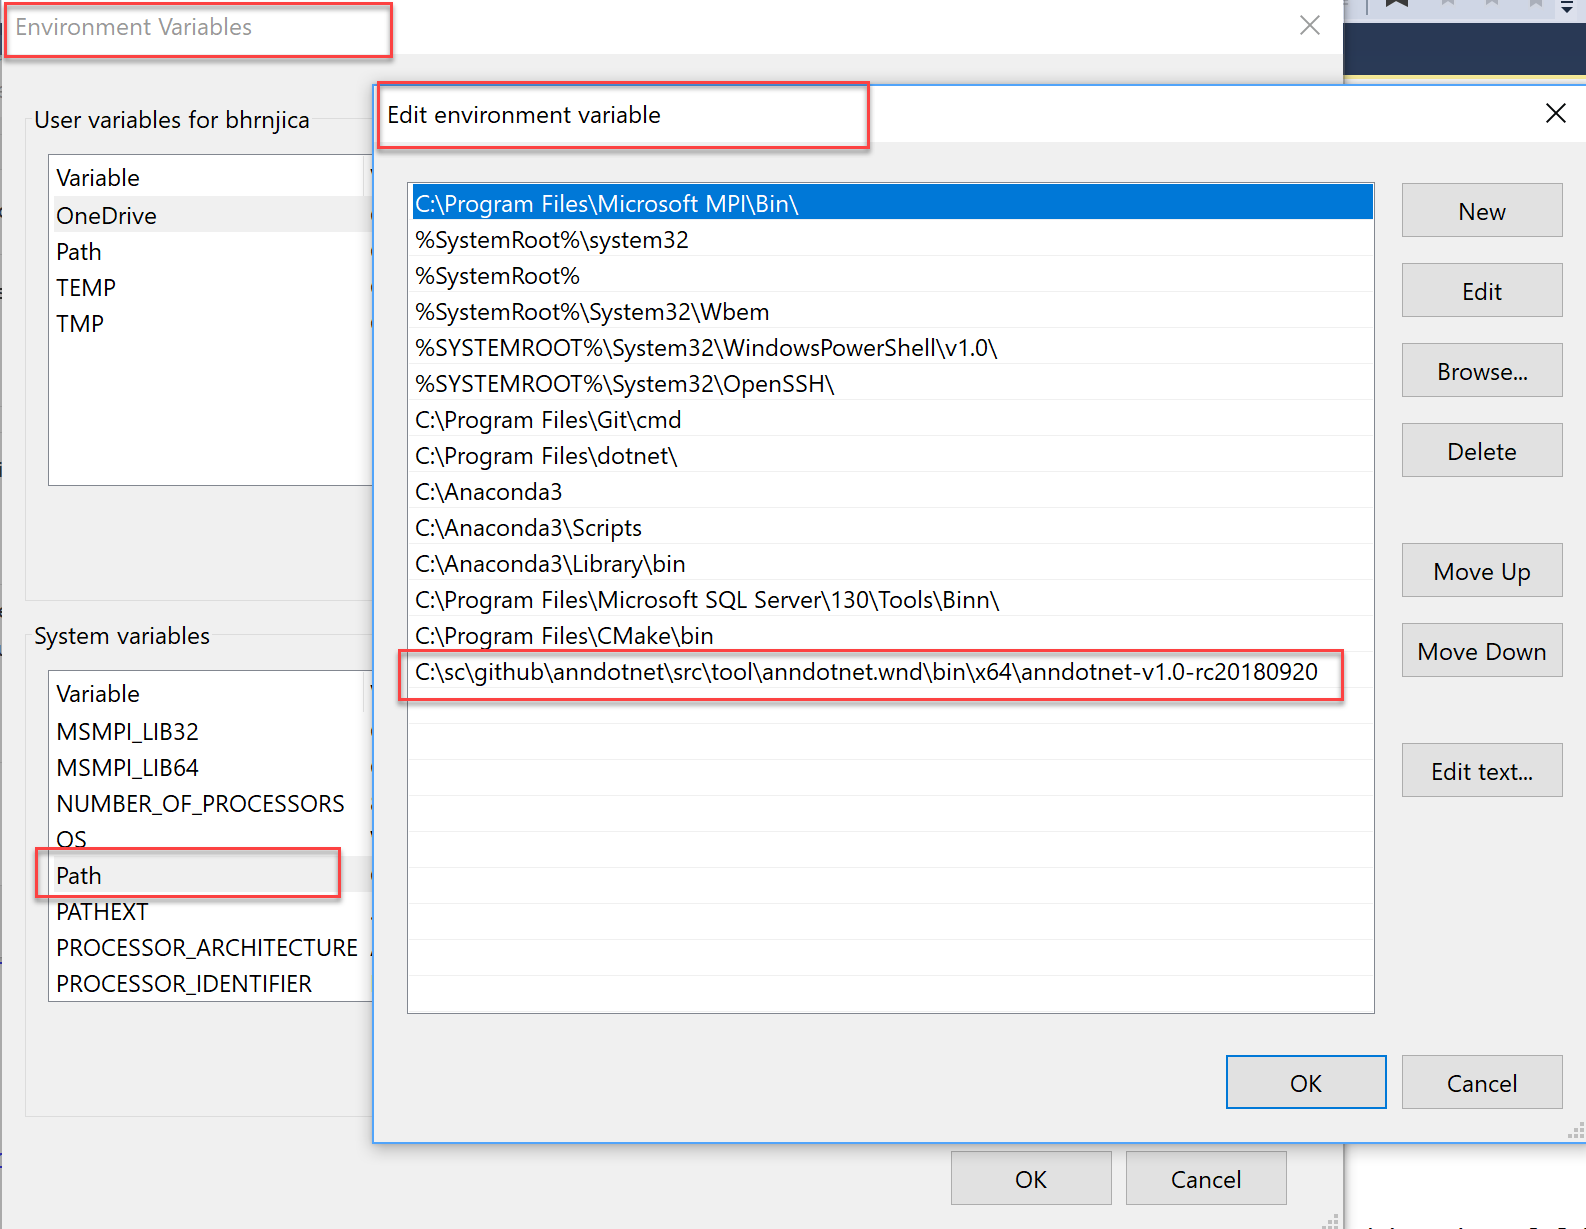 Environment Variables
User variables for bhrnjica
Variable
OneDrive
Path
TEMP
TMP
System variables
Variable
MSMPI_LIB32
MSMPI_LIB64
NUMBER_OF_PROCESSORS
OS
Path
PATHEXT
PROCESSOR_ARCHITECTURE
PROCESSOR_IDENTIFIER
Edit environment variable
C:\Program Files\Microsoft MPI\Bin\
%SystemRoot%\system32
%SystemRoot%
%SystemRoot%\System32\Wbem
%SYSTEMROOT%\System32\WindowsPowerShell\v1.0\
%SYSTEMROOT%\System32\OpenSSH\
C:\Program Files\Git\cmd
C:\Program Files\dotnet\
C:\Anaconda3
C:\Anaconda3\Scripts
C:\Anaconda3\Library\bin
C:\Program Files\Microsoft SQL Server\130\Tools\Binn\
C:\Program Files\CMake\bin
C:\sc\github\anndotnet\src\tool\anndotnet.wnd\bin\x64\anndotnet-v1.0-rc20180920
New
Edit
Browse...
Delete
Move Up
Move Down
Edit text...
OK
Cancel
OK
Cancel